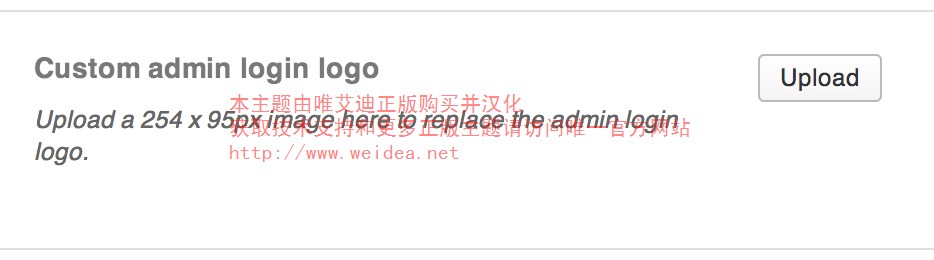 Custom admin login logo
Upload
本主题由唯艾迪正版购买并汉化
Upload a 254 x 95px image here to replace the admin login
获取技术支持和更多正版主题请访问唯一官方网站
logo.
http://www.weidea.net